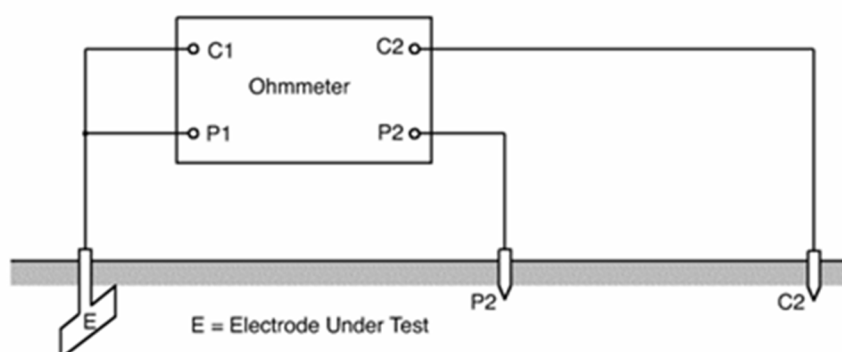 C1 C2
Ohmmeter
P1 P2
P2 C2
E
E = Electrode Under Test